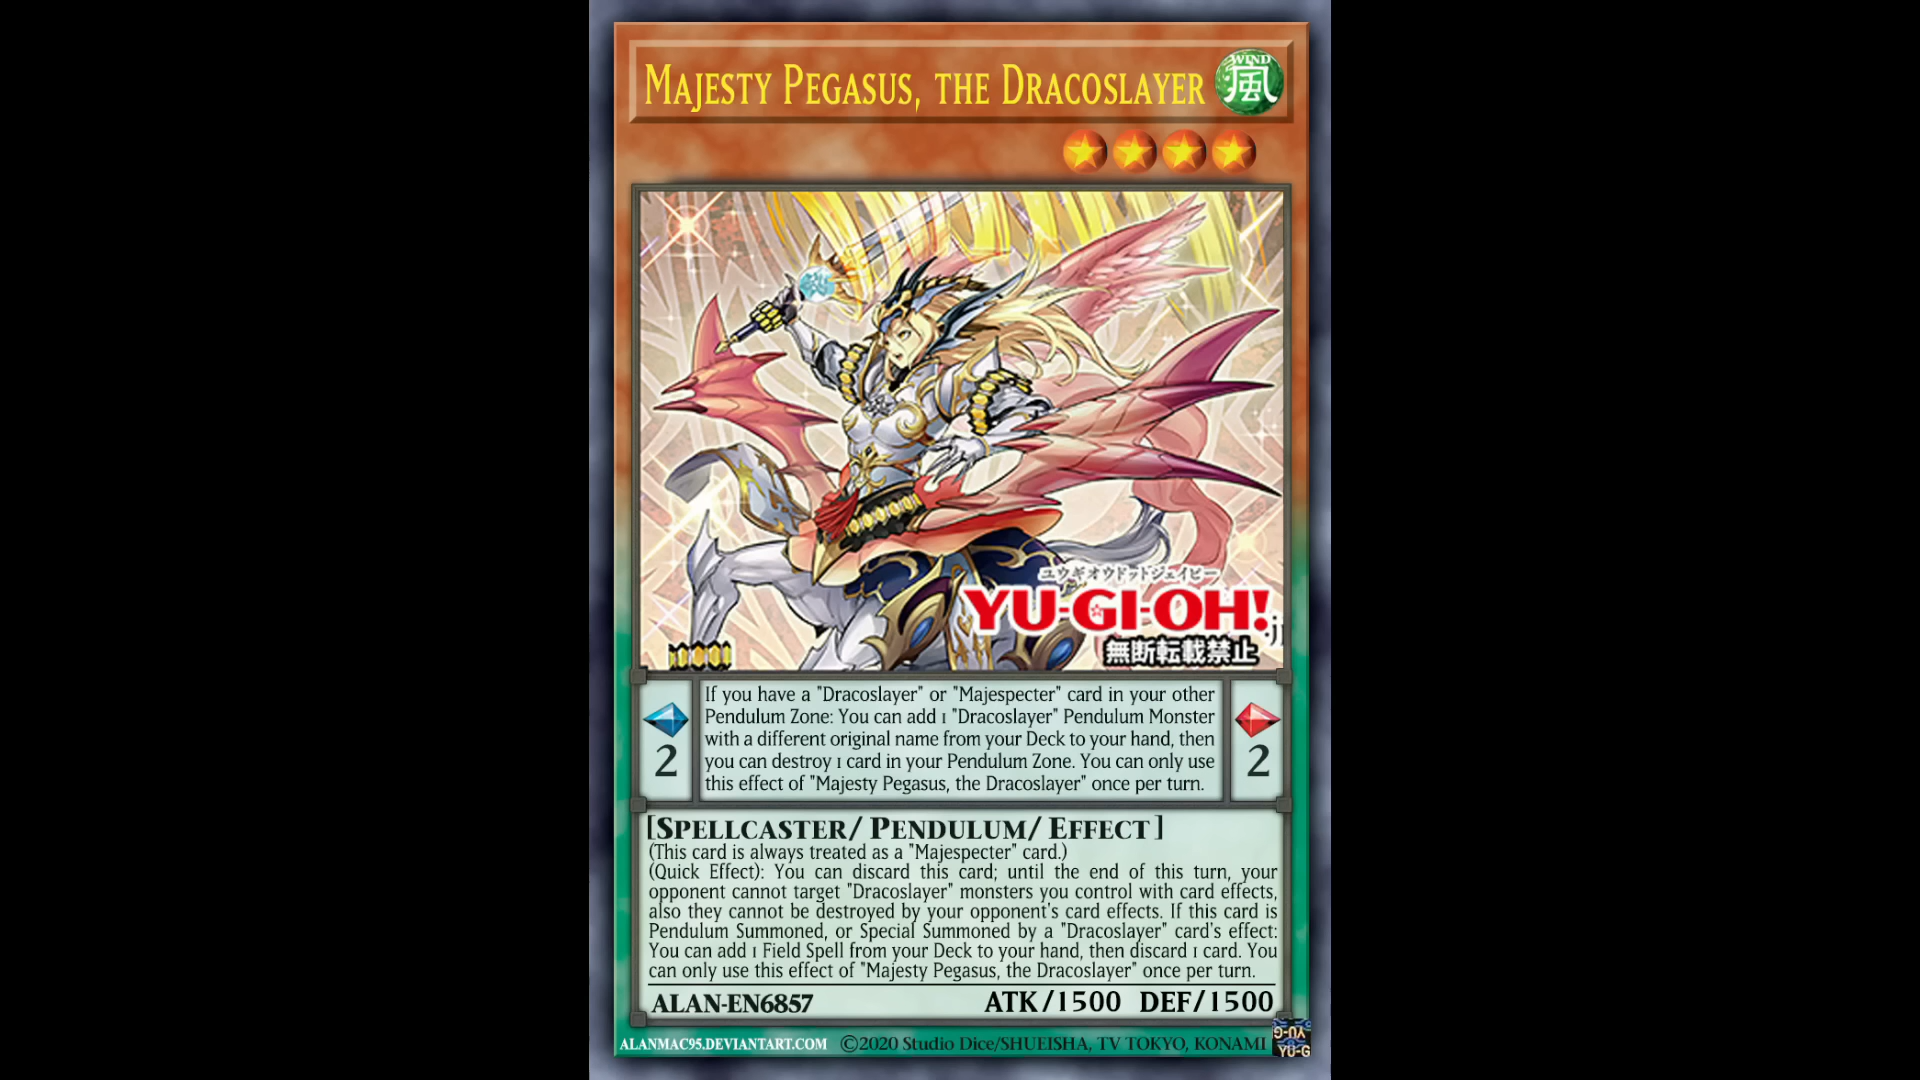 MAJESTY PEGASUS, THE DRACOSLAYER
WIND
風
ユウギオウドットジェイピー
YU-GI-OH!
無断転載禁止
If you have a "Dracoslayer" or "Majespecter" card in your other
Pendulum Zone: You can add 1 "Dracoslayer" Pendulum Monster
with a different original name from your Deck to your hand, then
you can destroy 1 card in your Pendulum Zone. You can only use
this effect of "Majesty Pegasus, the Dracoslayer" once per turn.
2
2
[SPELLCASTER/ PENDULUM/ EFFECT]
(This card is always treated as a "Majespecter" card.)
(Quick Effect): You can discard this card; until the end of this turn, your
opponent cannot target "Dracoslayer" monsters you control with card effects,
also they cannot be destroyed by your opponent's card effects. If this card is
Pendulum Summoned, or Special Summoned by a "Dracoslayer" card's effect:
You can add 1 Field Spell from your Deck to your hand, then discard 1 card. You
can only use this effect of "Majesty Pegasus, the Dracoslayer" once per turn.
ALAN-EN6857
ATK/1500 DEF/1500
ALANMAC95.DEVIANTART.COM
©2020 Studio Dice/SHUEISHA, TV TOKYO, KONAMI